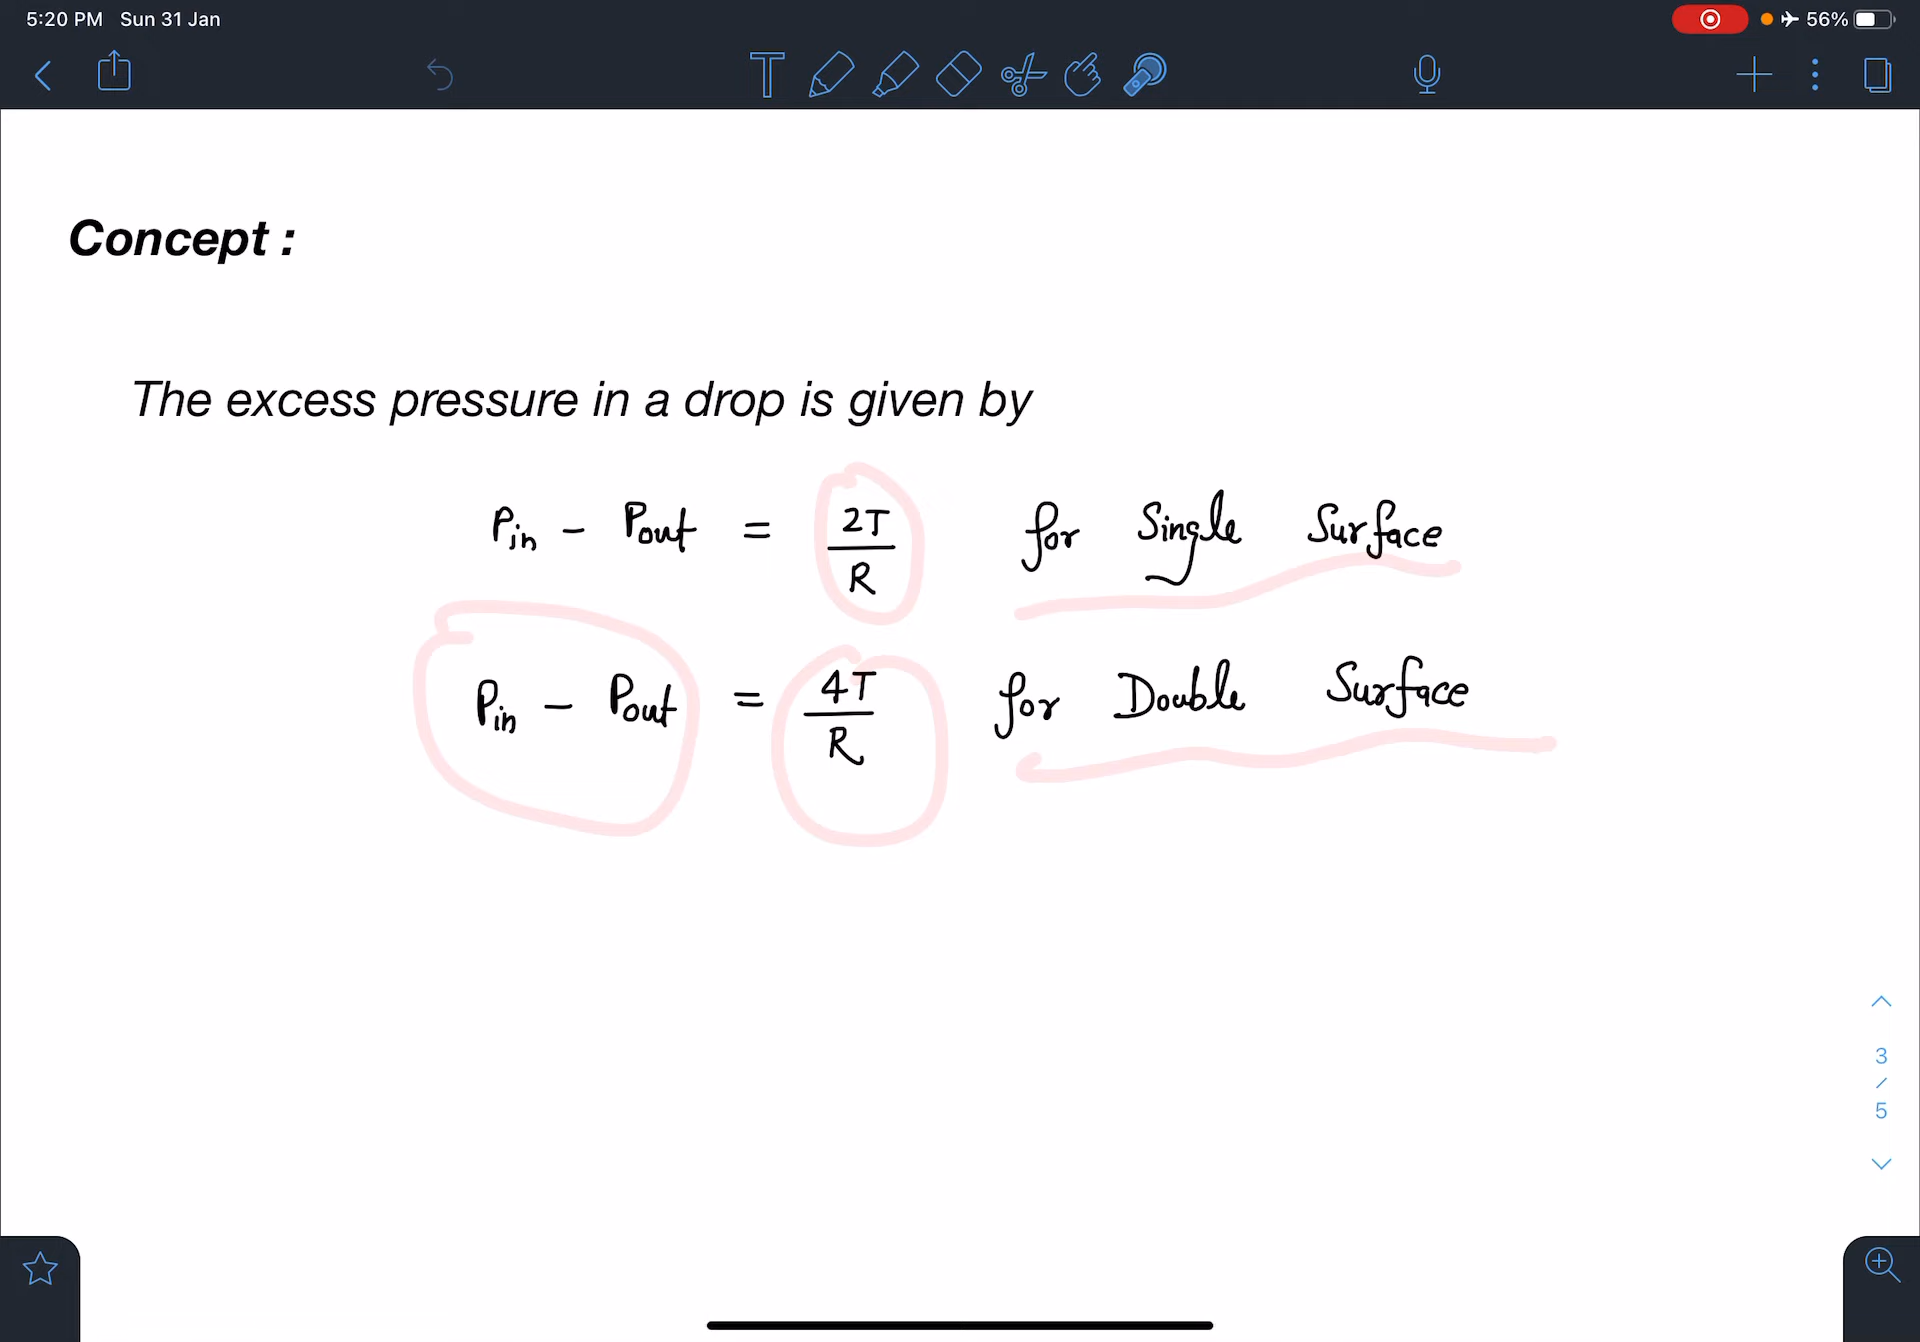 5:20 PM Sun 31 Jan
56%
T
Concept :
The excess pressure in a drop is given by
Pin - Pout = 2T/R for Single Surface
Pin - Pout = 4T/R for Double Surface
3
/
5